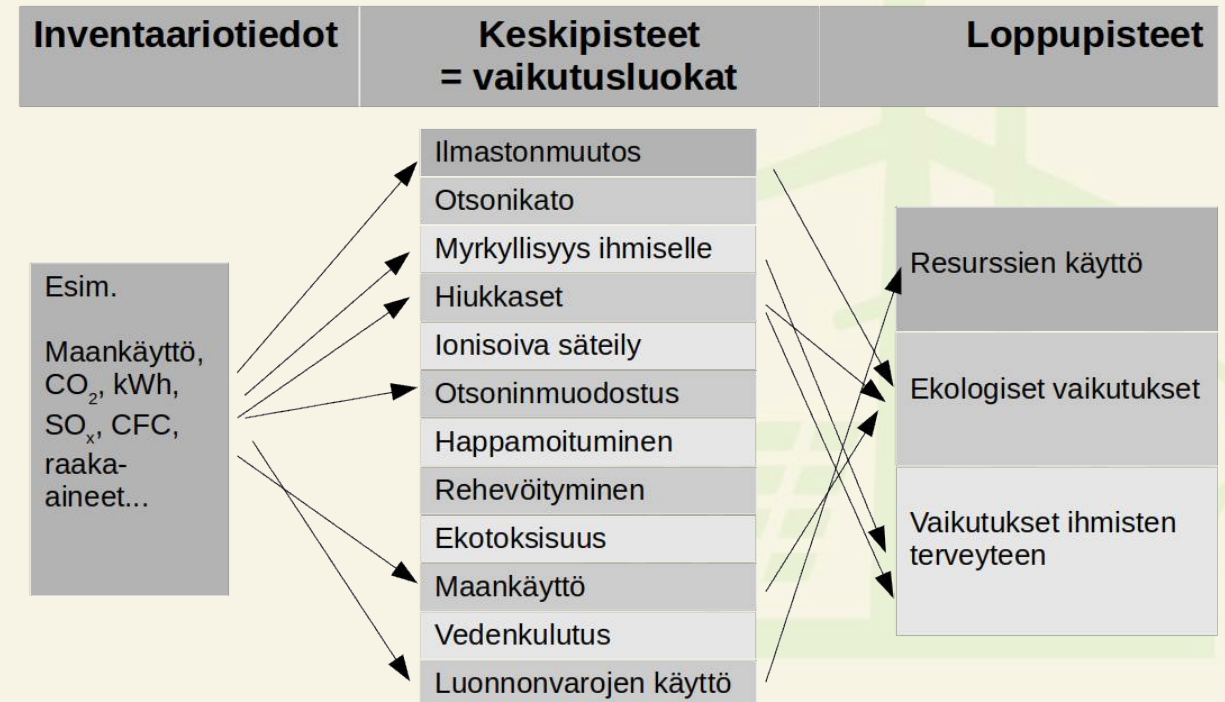 Inventaariotiedot
Keskipisteet
= vaikutusluokat
Loppupisteet
Esim.
Maankäyttö,
CO₂, kWh,
SOₓ, CFC,
raaka-
aineet...
Ilmastonmuutos
Otsonikato
Myrkyllisyys ihmiselle
Hiukkaset
Ionisoiva säteily
Otsoninmuodostus
Happamoituminen
Rehevöityminen
Ekotoksisuus
Maankäyttö
Vedenkulutus
Luonnonvarojen käyttö
Resurssien käyttö
Ekologiset vaikutukset
Vaikutukset ihmisten
terveyteen